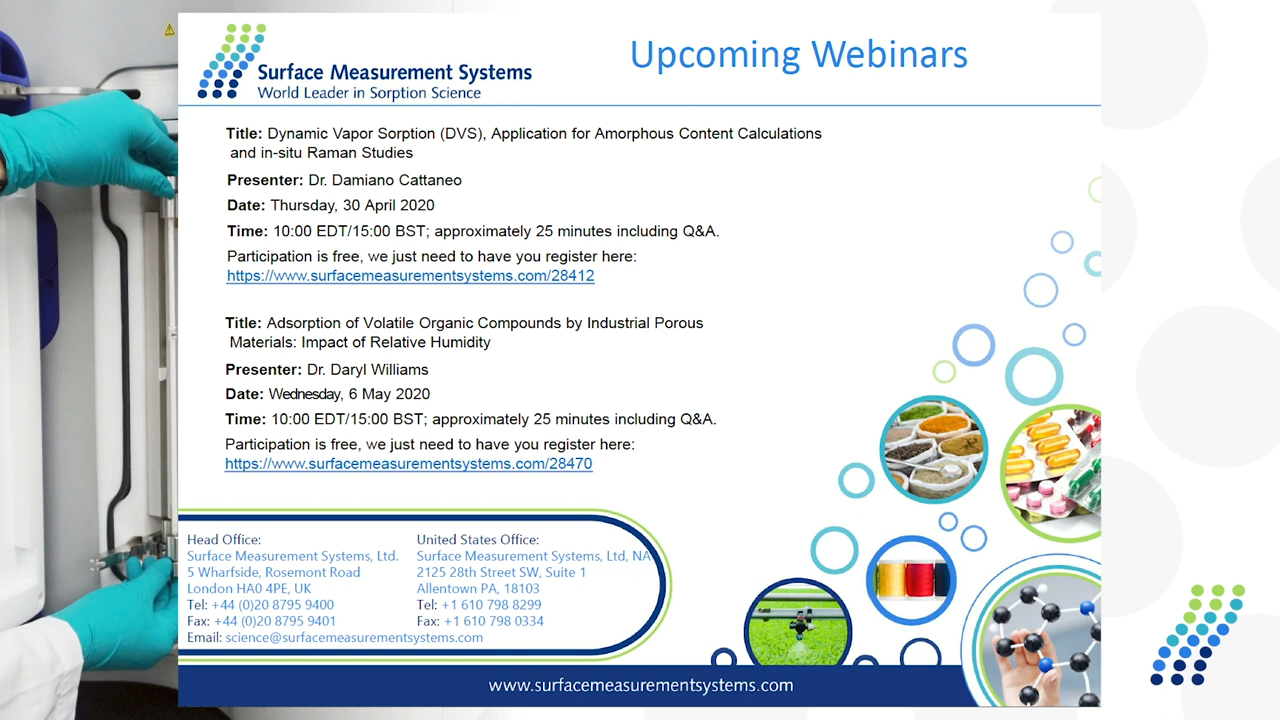 Surface Measurement Systems
World Leader in Sorption Science
Upcoming Webinars
Title: Dynamic Vapor Sorption (DVS), Application for Amorphous Content Calculations
and in-situ Raman Studies
Presenter: Dr. Damiano Cattaneo
Date: Thursday, 30 April 2020
Time: 10:00 EDT/15:00 BST; approximately 25 minutes including Q&A.
Participation is free, we just need to have you register here:
https://www.surfacemeasurementsystems.com/28412
Title: Adsorption of Volatile Organic Compounds by Industrial Porous
Materials: Impact of Relative Humidity
Presenter: Dr. Daryl Williams
Date: Wednesday, 6 May 2020
Time: 10:00 EDT/15:00 BST; approximately 25 minutes including Q&A.
Participation is free, we just need to have you register here:
https://www.surfacemeasurementsystems.com/28470
Head Office:
Surface Measurement Systems, Ltd.
5 Wharfside, Rosemont Road
London HA0 4PE, UK
Tel: +44 (0)20 8795 9400
Fax: +44 (0)20 8795 9401
Email: science@surfacemeasurementsystems.com
United States Office:
Surface Measurement Systems, Ltd, NA
2125 28th Street SW, Suite 1
Allentown PA, 18103
Tel: +1 610 798 8299
Fax: +1 610 798 0334
www.surfacemeasurementsystems.com